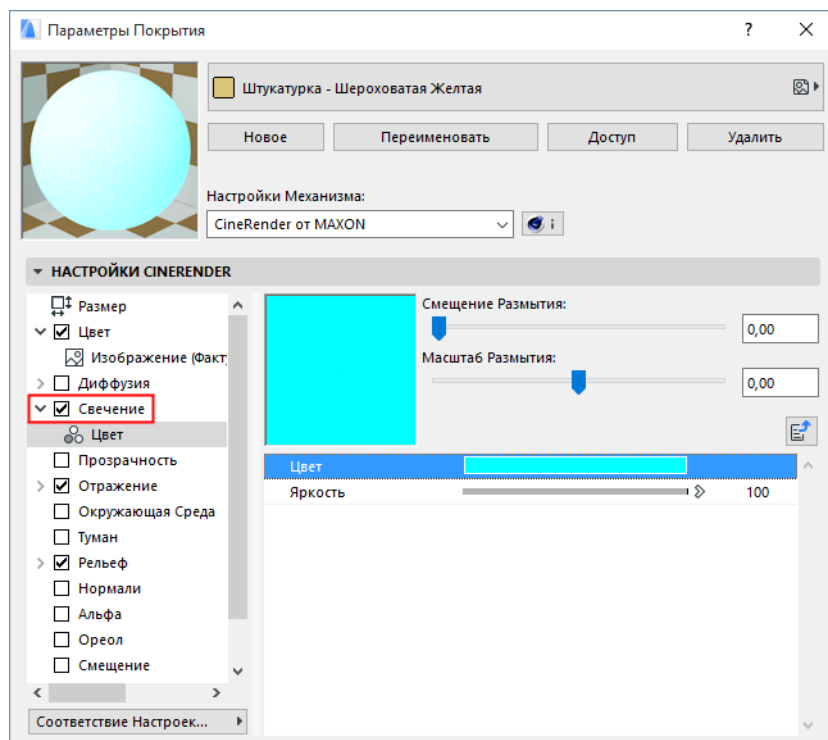 Параметры Покрытия
?
Штукатурка - Шероховатая Желтая
Новое
Переименовать
Доступ
Удалить
Настройки Механизма:
CineRender от MAXON
i
НАСТРОЙКИ CINERENDER
Размер
Цвет
Изображение (Факт
Диффузия
Свечение
Цвет
Прозрачность
Отражение
Окружающая Среда
Туман
Рельеф
Нормали
Альфа
Ореол
Смещение
Соответствие Настроек...
Смещение Размытия:
0,00
Масштаб Размытия:
0,00
Цвет
Яркость 100